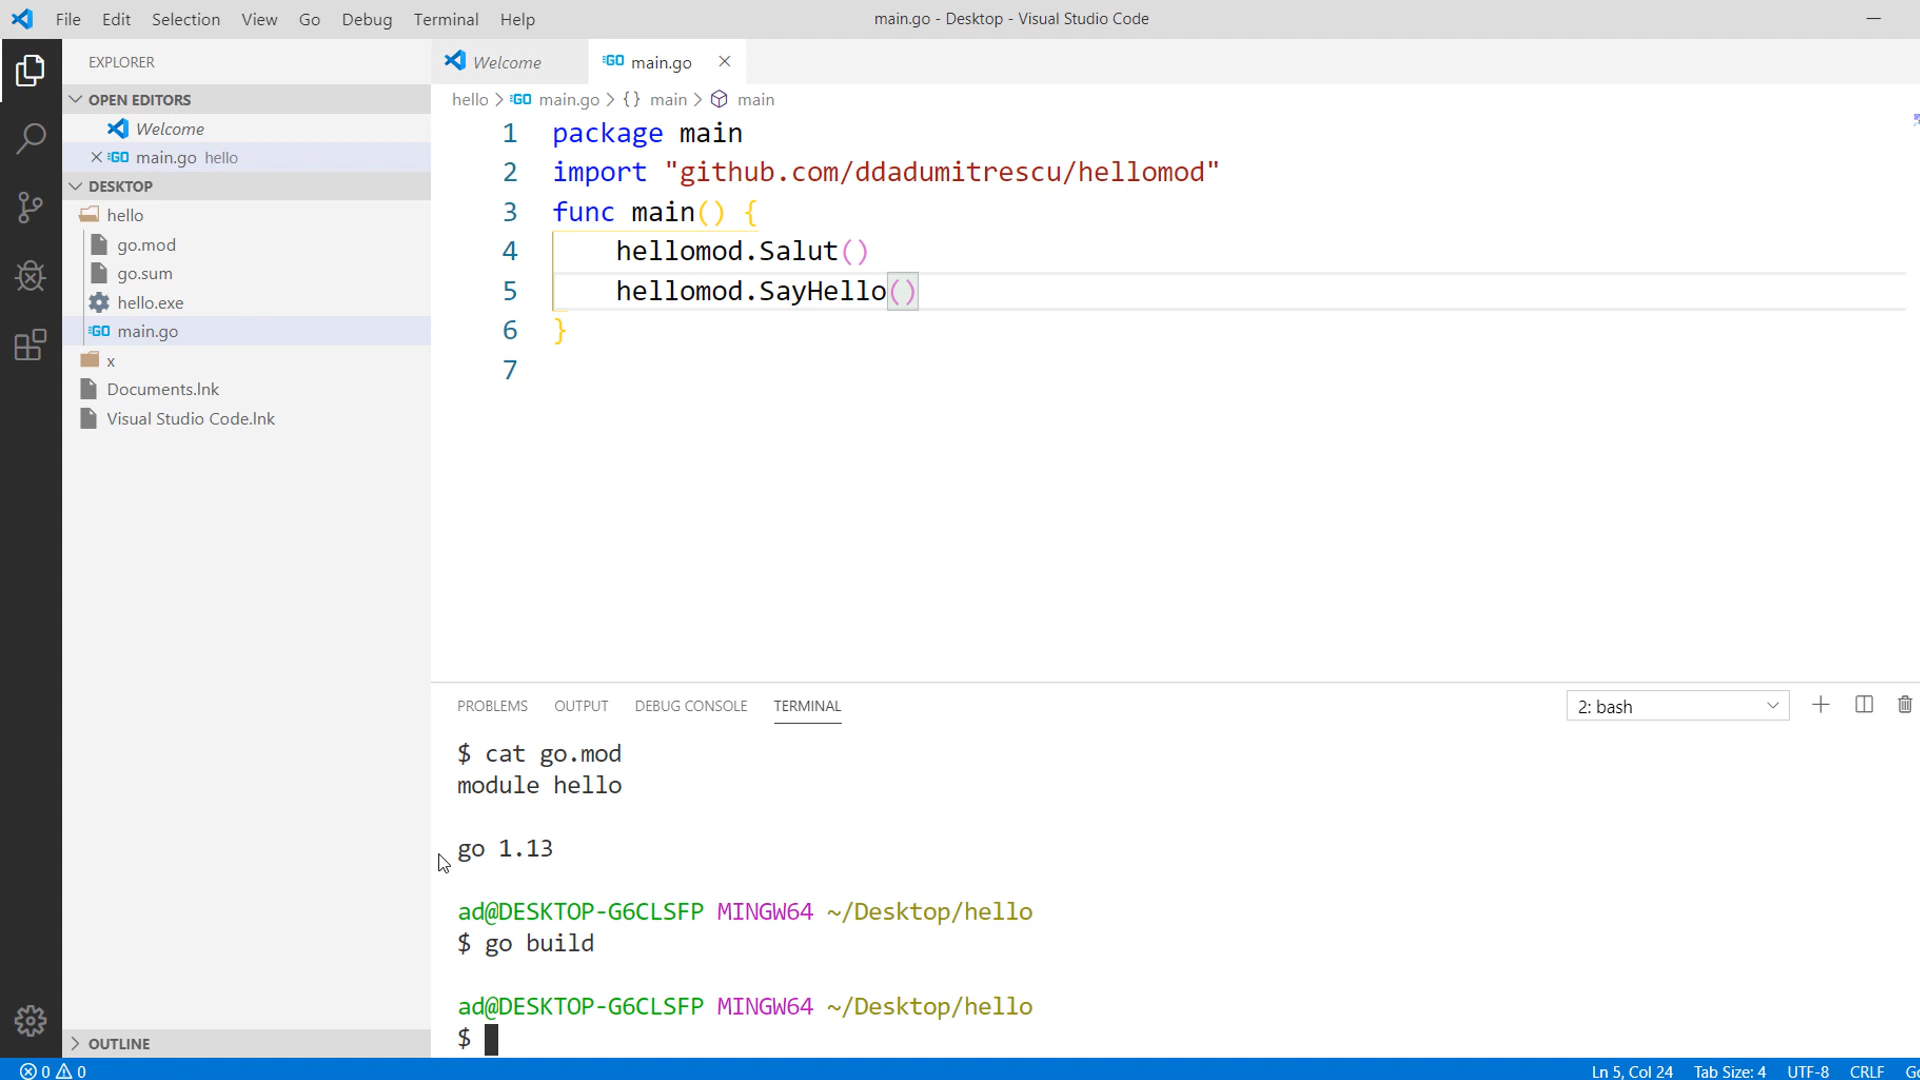 File Edit Selection View Go Debug Terminal Help
main.go - Desktop - Visual Studio Code
EXPLORER
OPEN EDITORS
Welcome
GO main.go hello
DESKTOP
hello
go.mod
go.sum
hello.exe
GO main.go
x
Documents.lnk
Visual Studio Code.lnk
OUTLINE
Welcome
GO main.go
hello > GO main.go > {} main > main
1 package main
2 import "github.com/ddadumitrescu/hellomod"
3 func main() {
4 hellomod.Salut()
5 hellomod.SayHello()
6 }
7
PROBLEMS OUTPUT DEBUG CONSOLE TERMINAL
2: bash
$ cat go.mod
module hello
go 1.13
ad@DESKTOP-G6CLSFP MINGW64 ~/Desktop/hello
$ go build
ad@DESKTOP-G6CLSFP MINGW64 ~/Desktop/hello
$
0 0
Ln 5, Col 24 Tab Size: 4 UTF-8 CRLF Go